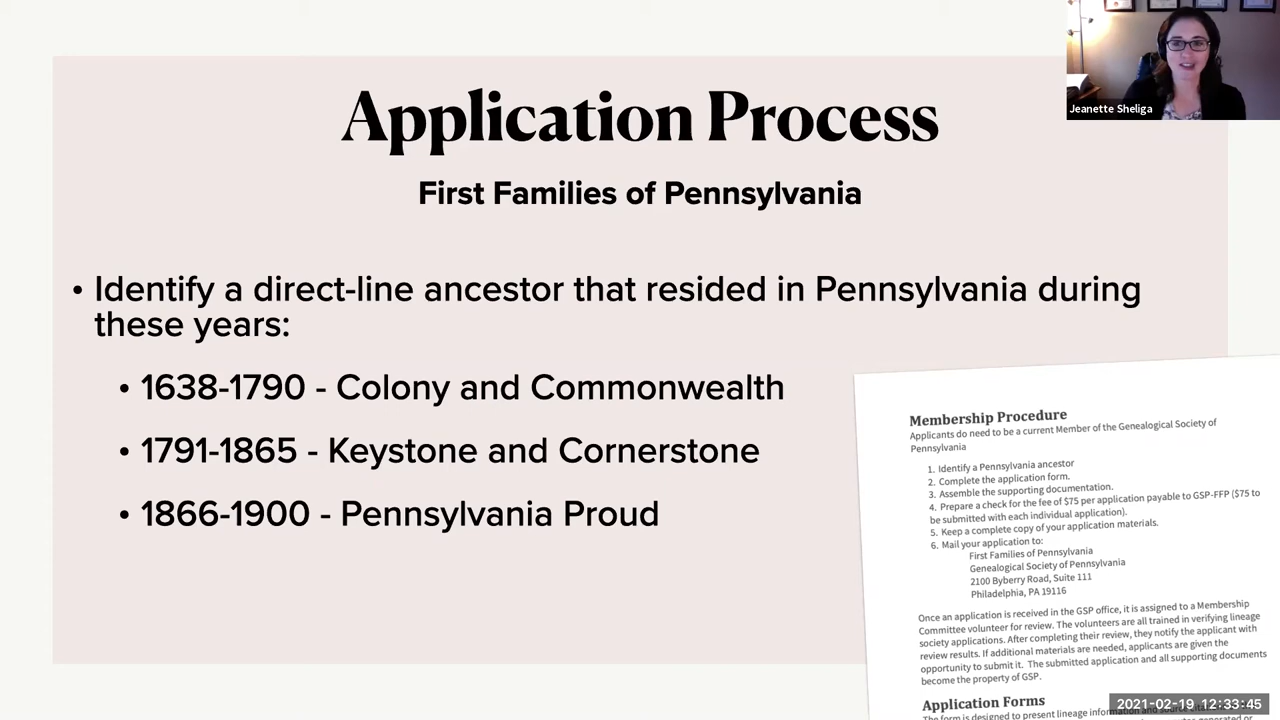 Application Process
First Families of Pennsylvania
• Identify a direct-line ancestor that resided in Pennsylvania during
these years:
• 1638-1790 - Colony and Commonwealth
• 1791-1865 - Keystone and Cornerstone
• 1866-1900 - Pennsylvania Proud
Jeanette Sheliga
Membership Procedure
Applicants do need to be a current Member of the Genealogical Society of
Pennsylvania
1. Identify a Pennsylvania ancestor
2. Complete the application form.
3. Assemble the supporting documentation.
4. Prepare a check for the fee of $75 per application payable to GSP-FFP ($75 to
be submitted with each individual application).
5. Keep a complete copy of your application materials.
6. Mail your application to:
First Families of Pennsylvania
Genealogical Society of Pennsylvania
2100 Byberry Road, Suite 111
Philadelphia, PA 19116
Once an application is received in the GSP office, it is assigned to a Membership
Committee volunteer for review. The volunteers are all trained in verifying lineage
society applications. After completing their review, they notify the applicant with
review results. If additional materials are needed, applicants are given the
opportunity to submit it. The submitted application and all supporting documents
become the property of GSP.
Application Forms
The form is designed to present lineage
2021-02-19 12:33:45